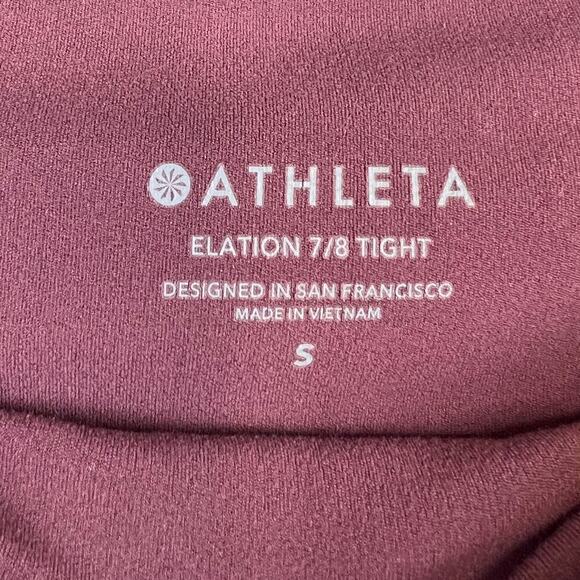 ATHLETA
ELATION 7/8 TIGHT
DESIGNED IN SAN FRANCISCO
MADE IN VIETNAM
S